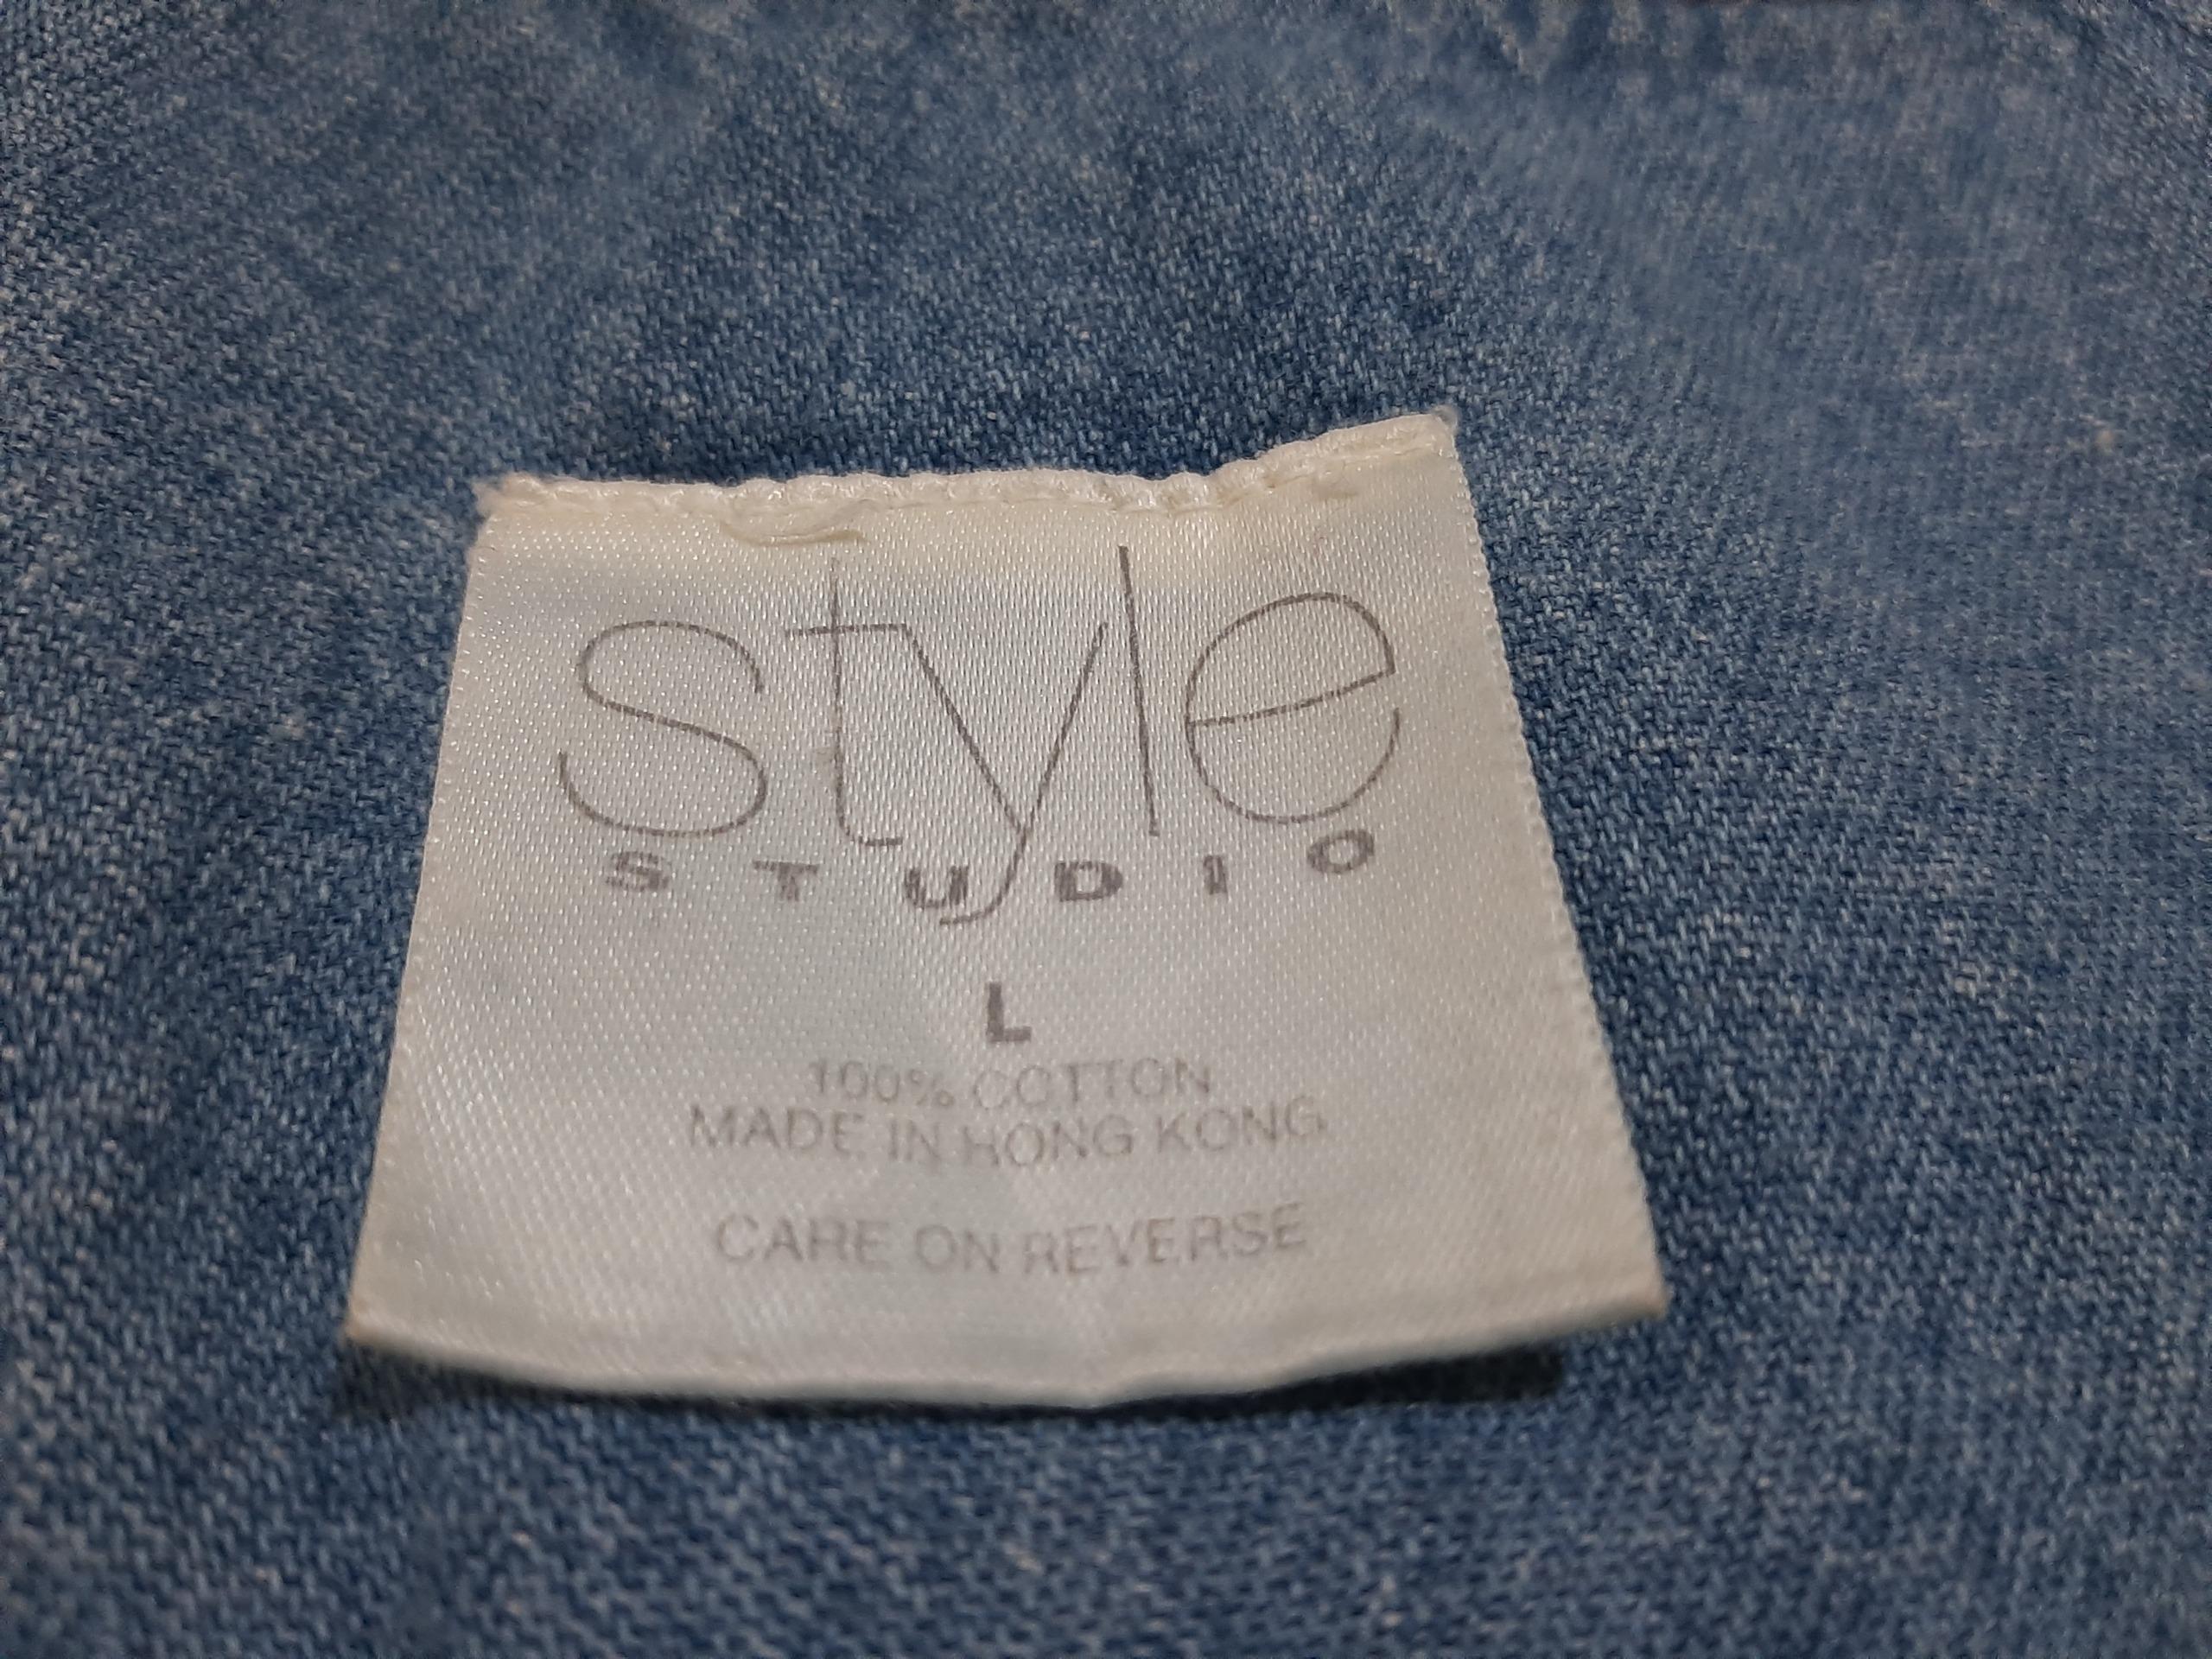 style
STUDIO
L
100% COTTON
MADE IN HONG KONG
CARE ON REVERSE